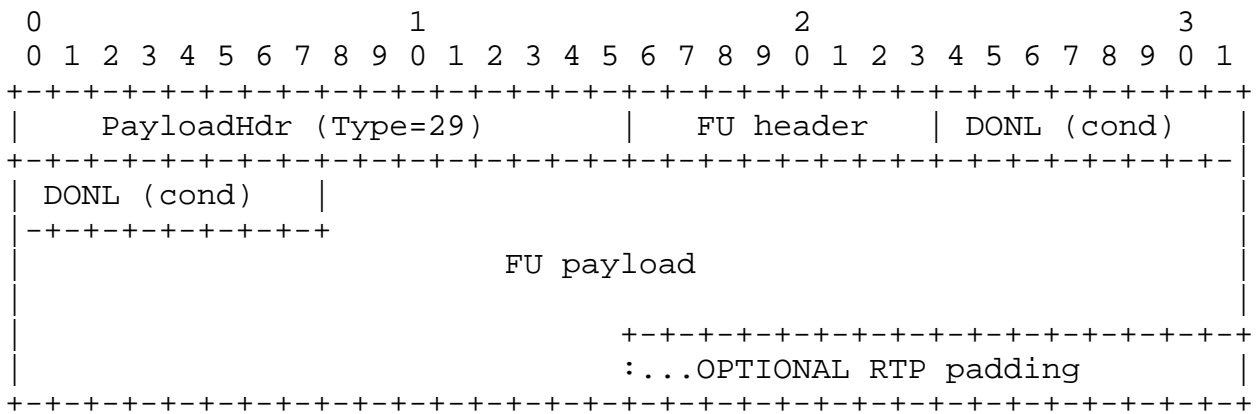 0                   1                   2                   3
 0 1 2 3 4 5 6 7 8 9 0 1 2 3 4 5 6 7 8 9 0 1 2 3 4 5 6 7 8 9 0 1
+-+-+-+-+-+-+-+-+-+-+-+-+-+-+-+-+-+-+-+-+-+-+-+-+-+-+-+-+-+-+-+-+
|    PayloadHdr (Type=29)       |   FU header   | DONL (cond)   |
+-+-+-+-+-+-+-+-+-+-+-+-+-+-+-+-+-+-+-+-+-+-+-+-+-+-+-+-+-+-+-+-|
| DONL (cond)   |                                               |
|-+-+-+-+-+-+-+-+                                               |
|                         FU payload                            |
|                                                               |
|                               +-+-+-+-+-+-+-+-+-+-+-+-+-+-+-+-+
|                               :...OPTIONAL RTP padding        |
+-+-+-+-+-+-+-+-+-+-+-+-+-+-+-+-+-+-+-+-+-+-+-+-+-+-+-+-+-+-+-+-+